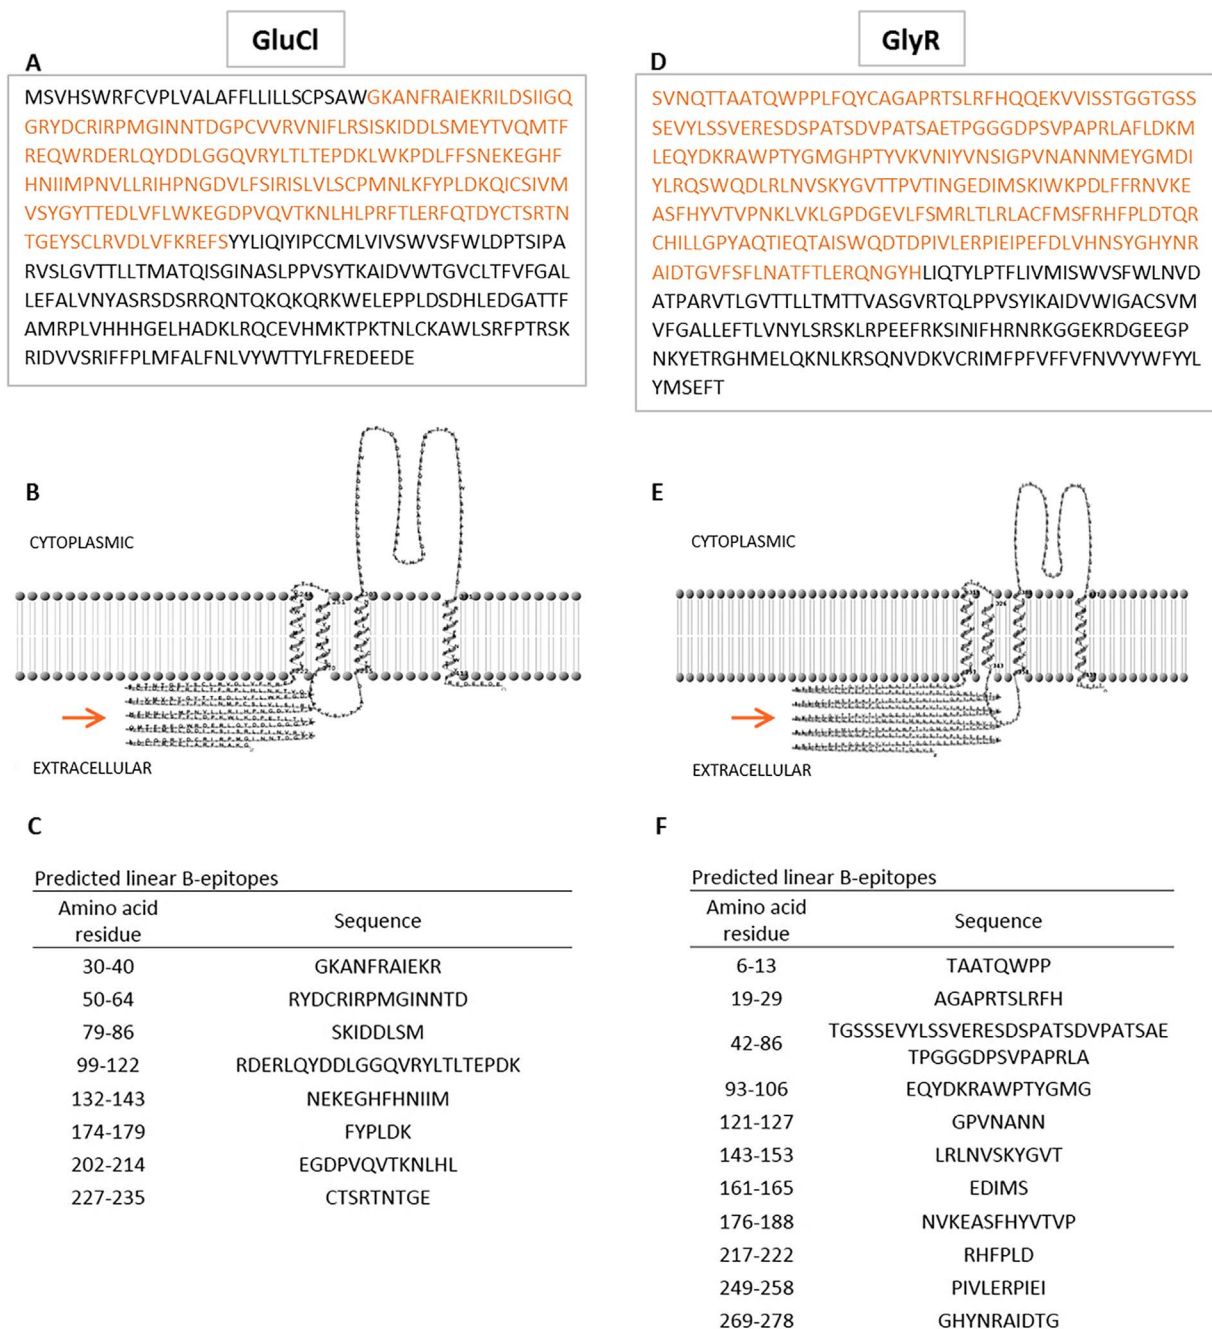 GluCl
A
MSVHSWRFCVPLVALAFFLLILLSCPSAWGKANFRAIEKRILDSIIGQ
GRYDCRIRPMGINNTDGPCVVRVNIFLRSISKIDDLSMEYTVQMTF
REQWRDERLQYDDLGGQVRYLTLTEPDKLWKPDLFFSNEKEGHF
HNIIMPNVLLRIHPNGDVLFSIRISLVLSCPMNLKFYPLDKQICSIVM
VSYGYTTEDLVFLWKEGDPVQVTKNLHLPRFTLERFQTDYCTSRTN
TGEYSCLRVDLVFKREFSYYLIQIYIPCCMLVIVSWVSFWLDPTSIPA
RVSLGVTTLLTMATQISGINASLPPVSYTKAIDVWTGVCLTFVFGAL
LEFALVNYASRSDSRRQNTQKQKQRKWELEPPLDSDHLEDGATTF
AMRPLVHHHGELHADKLRQCEVHMKTPKTNLCKAWLSRFPTRSK
RIDVVSRIFFPLMFALFNLVYWTTYLFREDEEDE
B
CYTOPLASMIC
EXTRACELLULAR
C
Predicted linear B-epitopes
Amino acid residue Sequence
30-40 GKANFRAIEKR
50-64 RYDCRIRPMGINNTD
79-86 SKIDDLSM
99-122 RDERLQYDDLGGQVRYLTLTEPDK
132-143 NEKEGHFHNIIM
174-179 FYPLDK
202-214 EGDPVQVTKNLHL
227-235 CTSRTNTGE
GlyR
D
SVNQTTAATQWPPLFQYCAGAPRTSLRFHQQEKVVISSTGGTGSS
SEVYLSSVERESDSPATSDVPATSAETPGGGDPSVPAPRLAFLDKM
LEQYDKRAWPTYGMGHPTYVKVNIYVNSIGPVNANNMEYGMDI
YLRQSWQDLRLNVSKYGVTTPVTINGEDIMSKIWKPDLFFRNVKE
ASFHYVTVPNKLVKLGPDGEVLFSMRLTLRLACFMSFRHFPLDTQR
CHILLGPYAQTIEQTAISWQDTDPIVLERPIEIPEFDLVHNSYGHYNR
AIDTGVFSFLNATFTLERQNGYHLIQTYLPTFLIVMISWVSFWLNVD
ATPARVTLGVTTLLTMTTVASGVRTQLPPVSYIKAIDVWIGACSVM
VFGALLEFTLVNYLSRSKLRPEEFRKSINIFHRNRKGGEKRDGEEGP
NKYETRGHMELQKNLKRSQNVDKVCRIMFPFVFFVFNVVYWFYYL
YMSEFT
E
CYTOPLASMIC
EXTRACELLULAR
F
Predicted linear B-epitopes
Amino acid residue Sequence
6-13 TAATQWPP
19-29 AGAPRTSLRFH
42-86 TGSSSEVYLSSVERESDSPATSDVPATSAE
TPGGGDPSVPAPRLA
93-106 EQYDKRAWPTYGMG
121-127 GPVNANN
143-153 LRLNVSKYGVT
161-165 EDIMS
176-188 NVKEASFHYVTVP
217-222 RHFPLD
249-258 PIVLERPIEI
269-278 GHYNRAIDTG